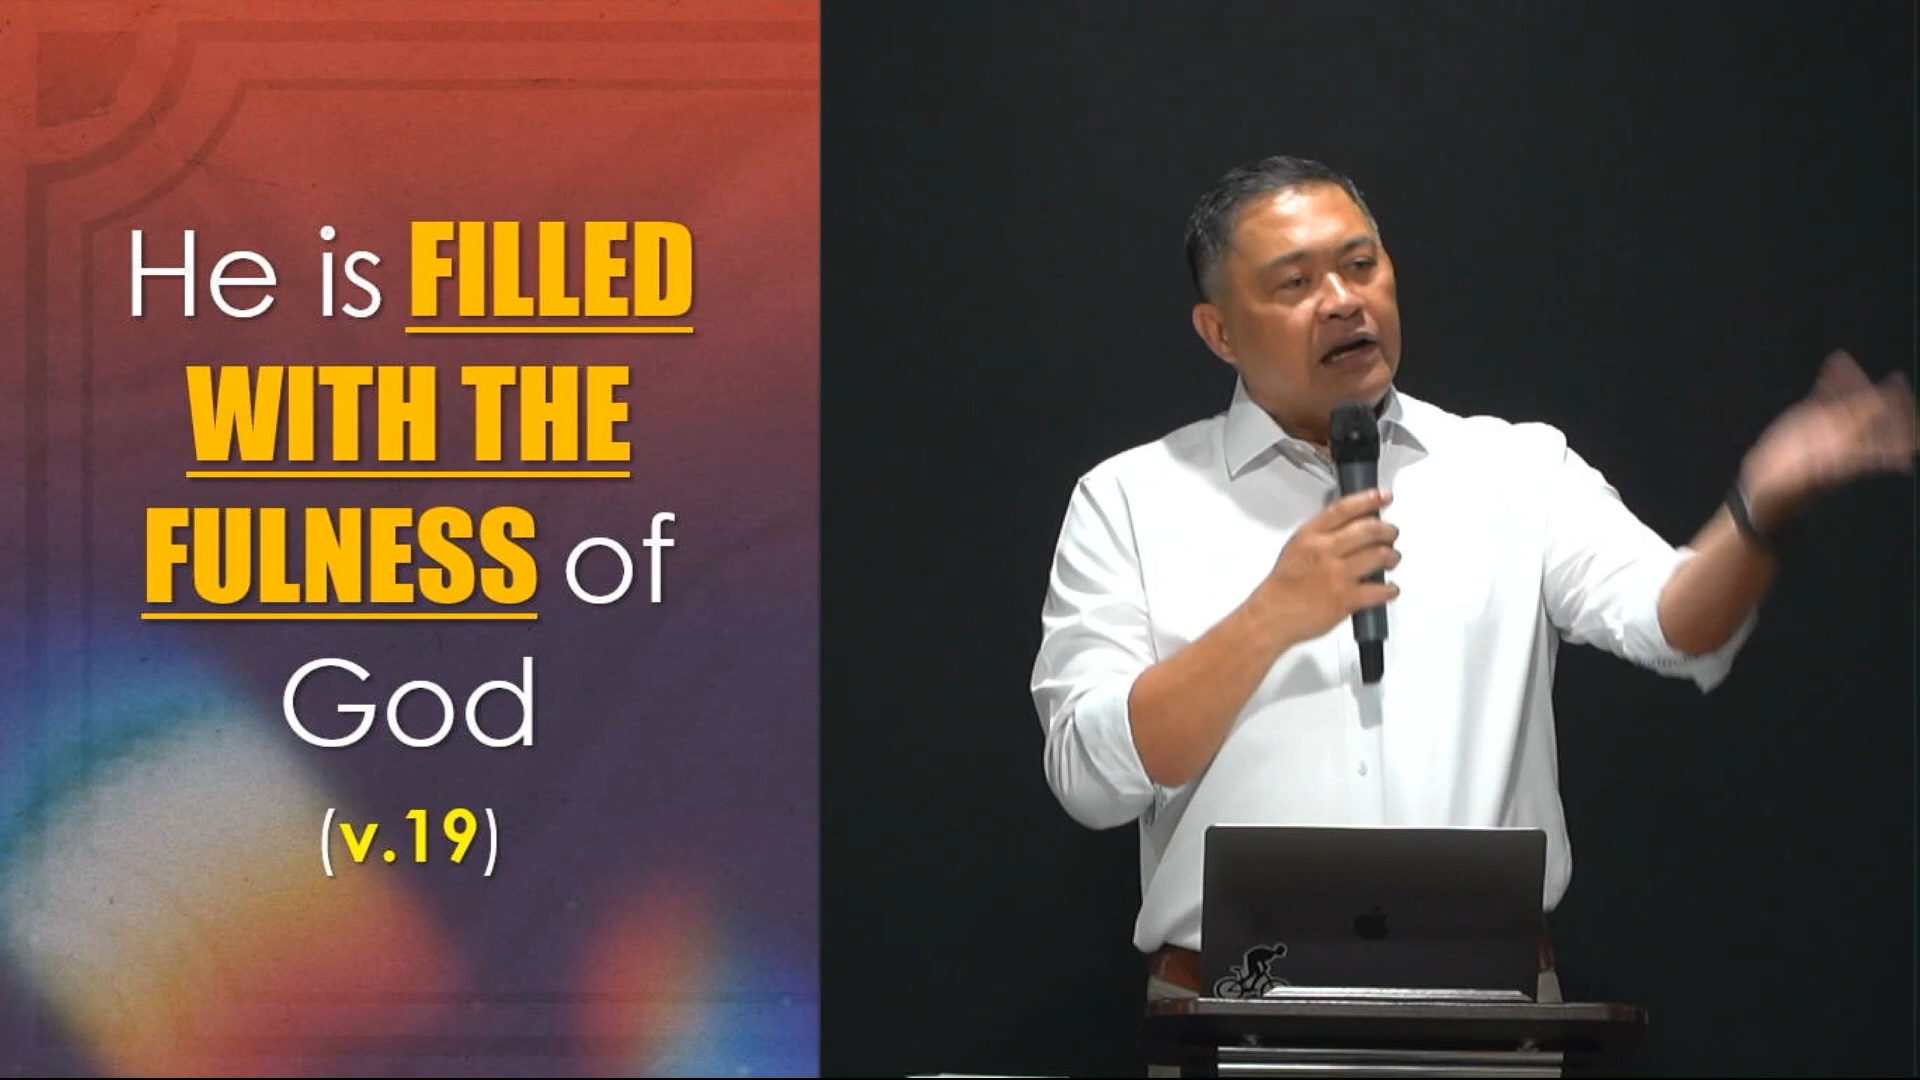 He is FILLED
WITH THE
FULNESS of
God
(v.19)